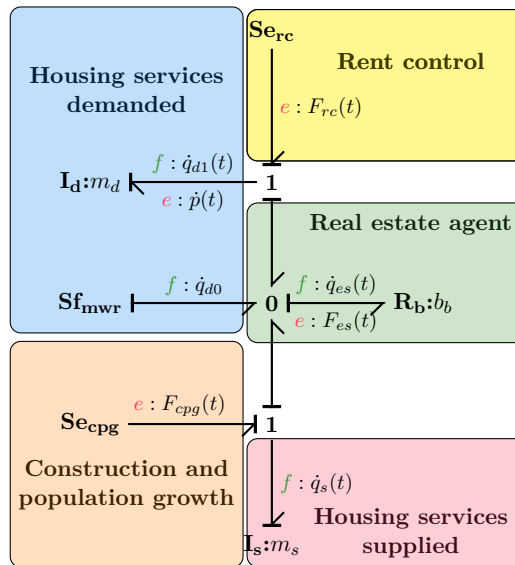 Se_rc
Rent control
Housing services
demanded
e : F_rc(t)
f : q̇_d1(t)
I_d:m_d
1
e : ṗ(t)
Real estate agent
f : q̇_d0
f : q̇_es(t)
Sf_mwr
0
R_b:b_b
e : F_es(t)
e : F_cpg(t)
Se_cpg
1
Construction and
population growth
f : q̇_s(t)
Housing services
supplied
I_s:m_s